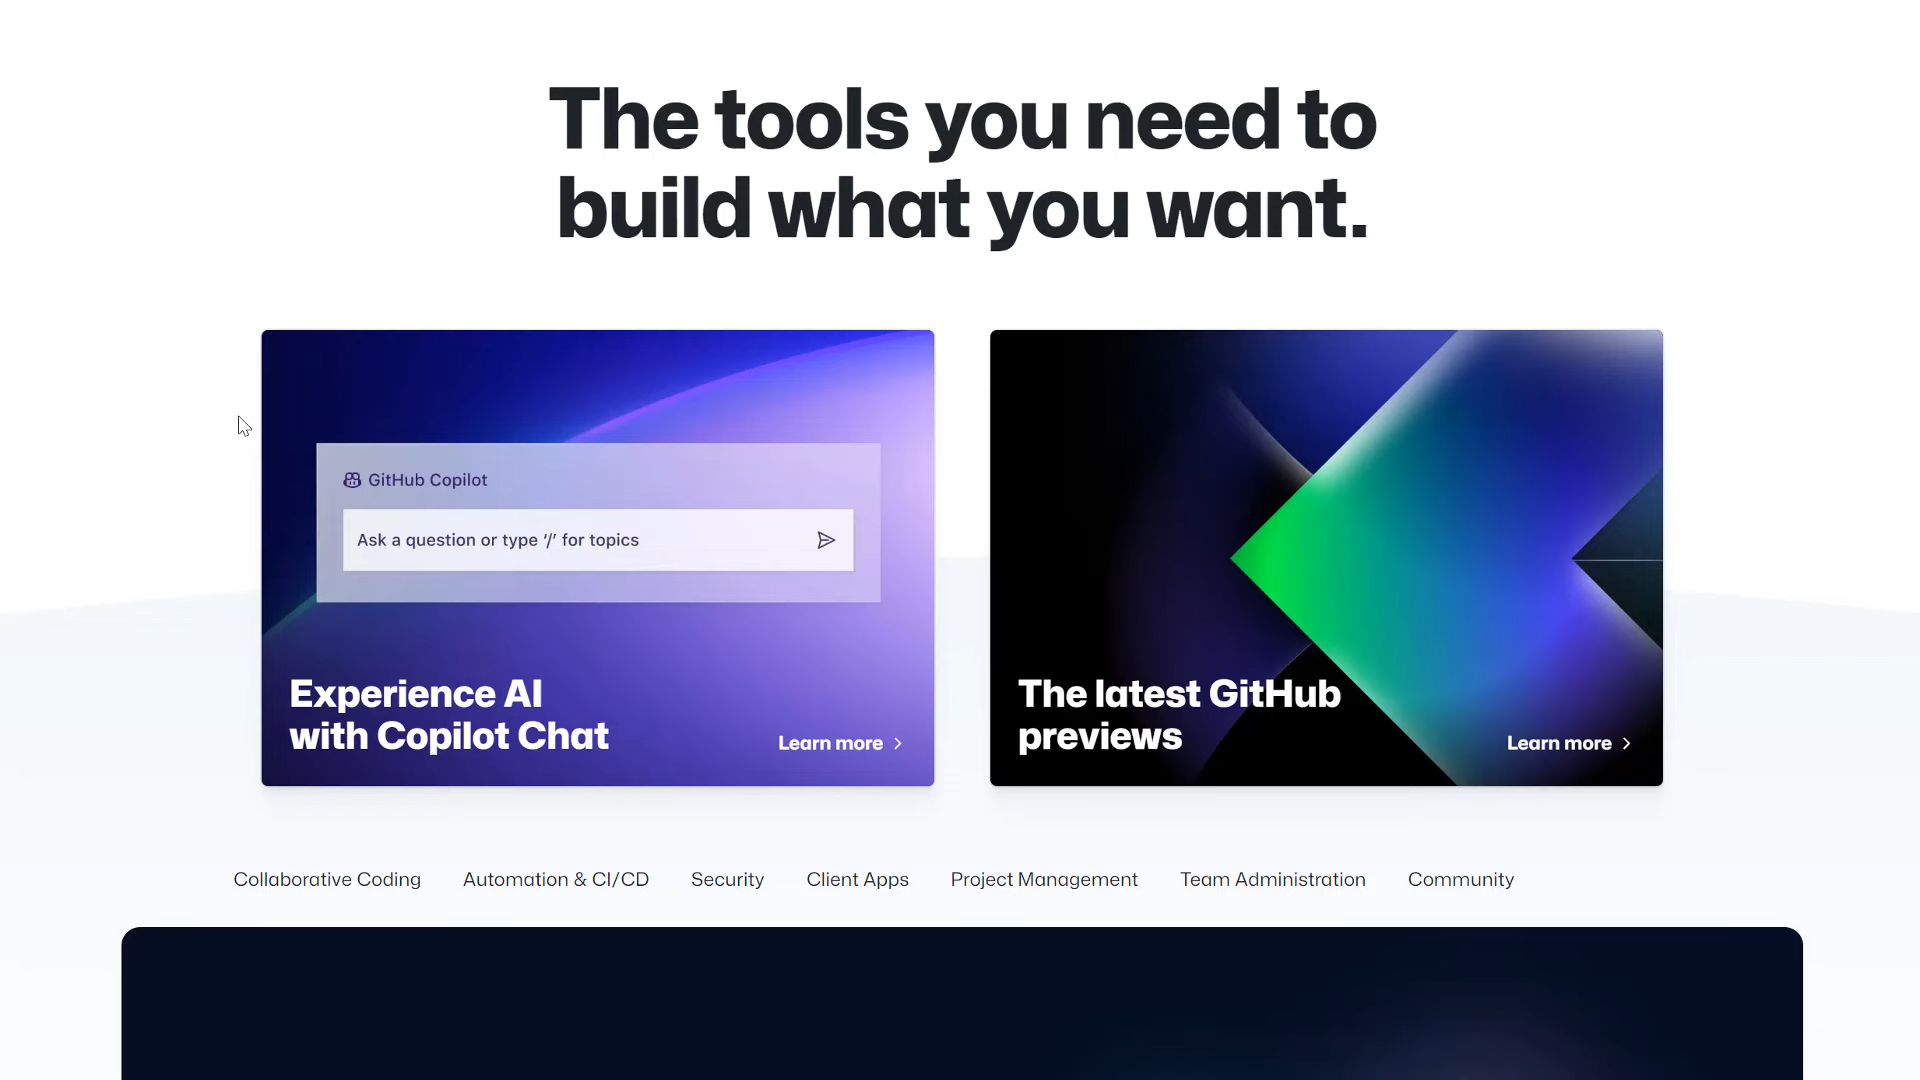 The tools you need to
build what you want.
GitHub Copilot
Ask a question or type ‘/’ for topics
Experience AI
with Copilot Chat
Learn more
The latest GitHub
previews
Learn more
Collaborative Coding
Automation & CI/CD
Security
Client Apps
Project Management
Team Administration
Community